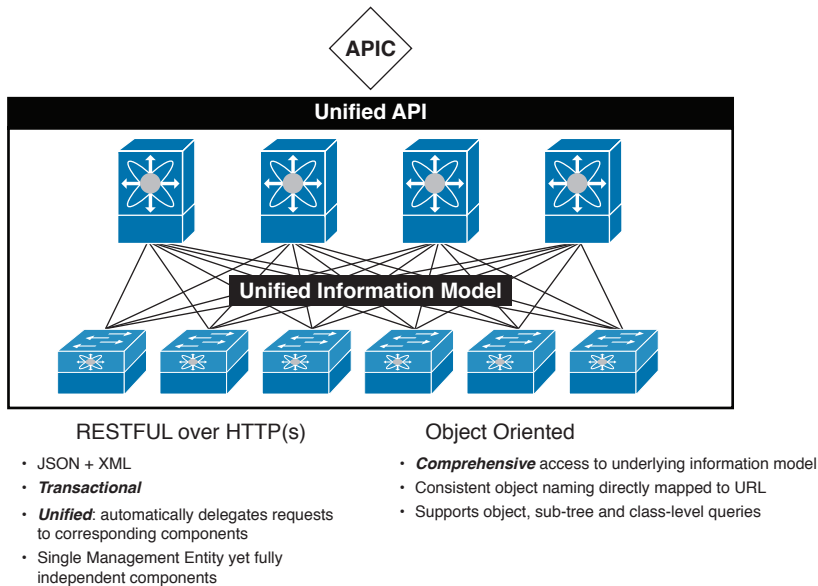 APIC
Unified API
Unified Information Model
RESTFUL over HTTP(s)
• JSON + XML
• Transactional
• Unified: automatically delegates requests
to corresponding components
• Single Management Entity yet fully
independent components
Object Oriented
• Comprehensive access to underlying information model
• Consistent object naming directly mapped to URL
• Supports object, sub-tree and class-level queries